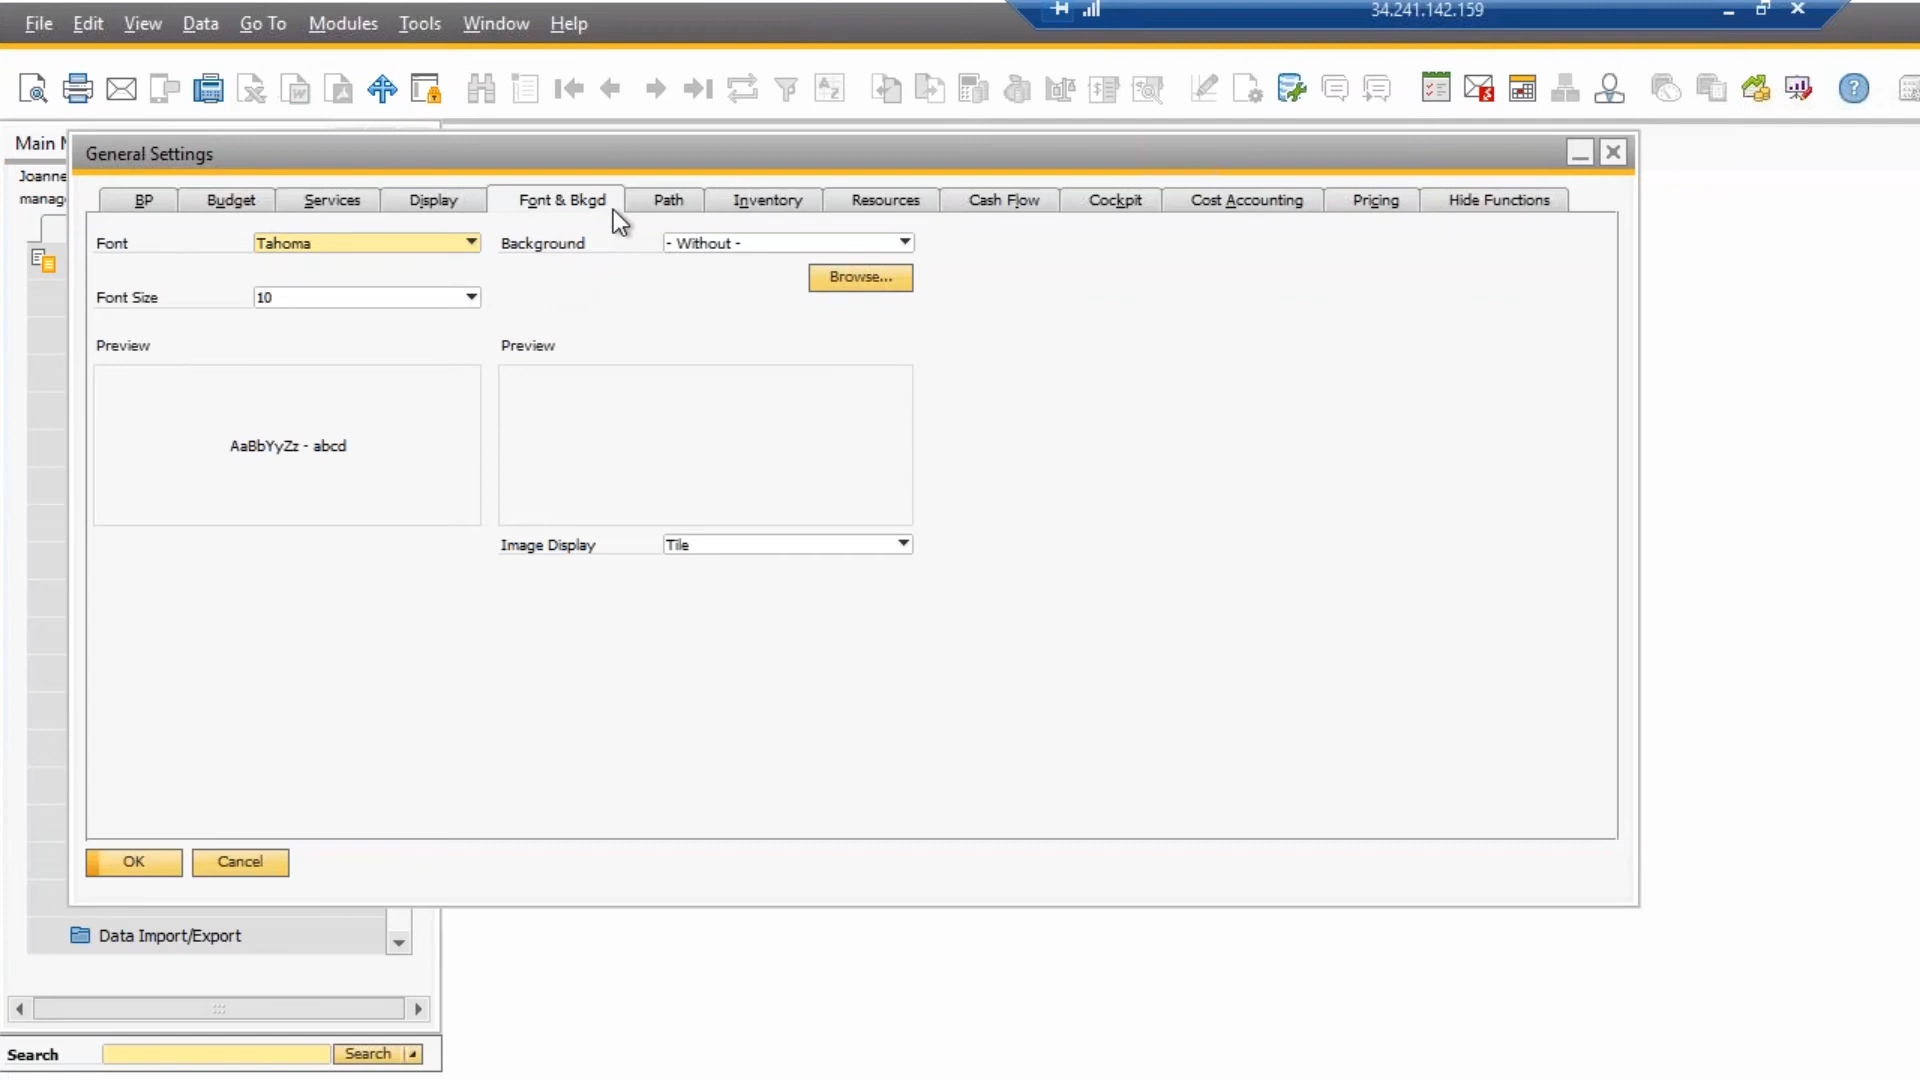 34.241.142.159
File Edit View Data Go To Modules Tools Window Help
Main
Joanne
manag
General Settings
BP Budget Services Display Font & Bkgd Path Inventory Resources Cash Flow Cockpit Cost Accounting Pricing Hide Functions
Font Tahoma Background - Without -
Browse...
Font Size 10
Preview Preview
AaBbYyZz - abcd
Image Display Tile
OK Cancel
Data Import/Export
Search Search